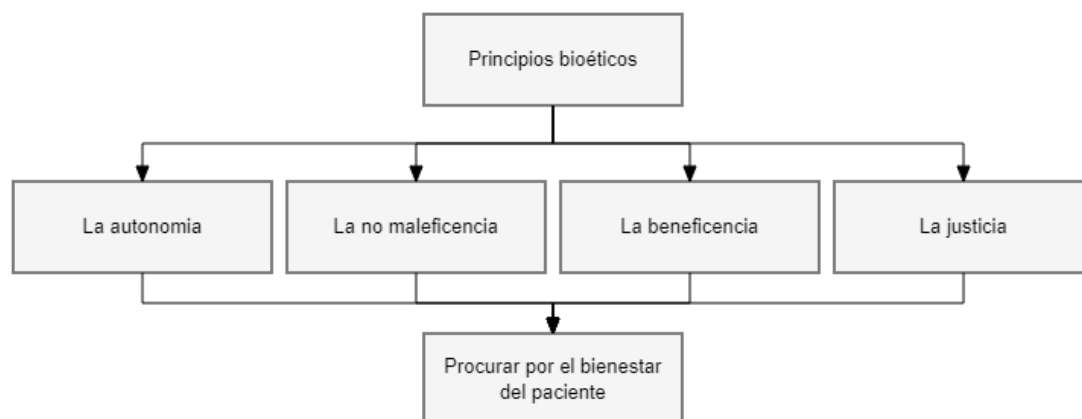 Principios bioéticos
La autonomia
La no maleficencia
La beneficencia
La justicia
Procurar por el bienestar
del paciente